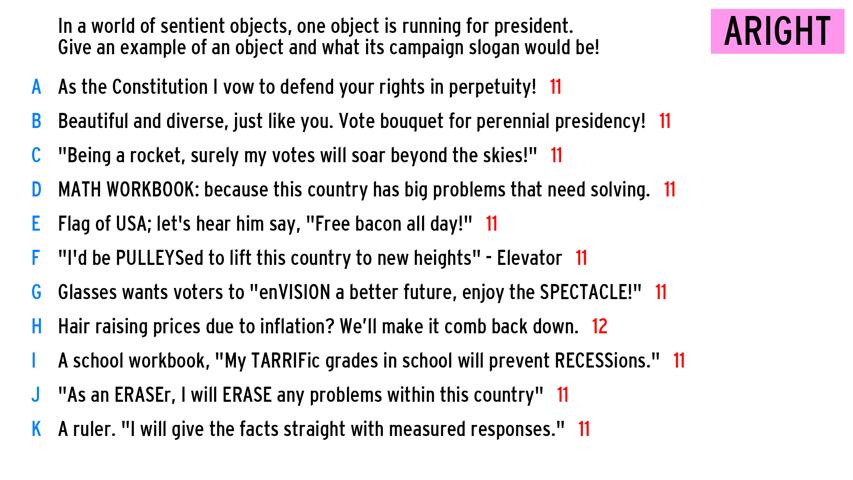 In a world of sentient objects, one object is running for president.
Give an example of an object and what its campaign slogan would be!
ARIGHT
A As the Constitution I vow to defend your rights in perpetuity! 11
B Beautiful and diverse, just like you. Vote bouquet for perennial presidency! 11
C "Being a rocket, surely my votes will soar beyond the skies!" 11
D MATH WORKBOOK: because this country has big problems that need solving. 11
E Flag of USA; let's hear him say, "Free bacon all day!" 11
F "I'd be PULLEYSed to lift this country to new heights" - Elevator 11
G Glasses wants voters to "enVISION a better future, enjoy the SPECTACLE!" 11
H Hair raising prices due to inflation? We'll make it comb back down. 12
I A school workbook, "My TARRIFic grades in school will prevent RECESSions." 11
J "As an ERASEr, I will ERASE any problems within this country" 11
K A ruler. "I will give the facts straight with measured responses." 11